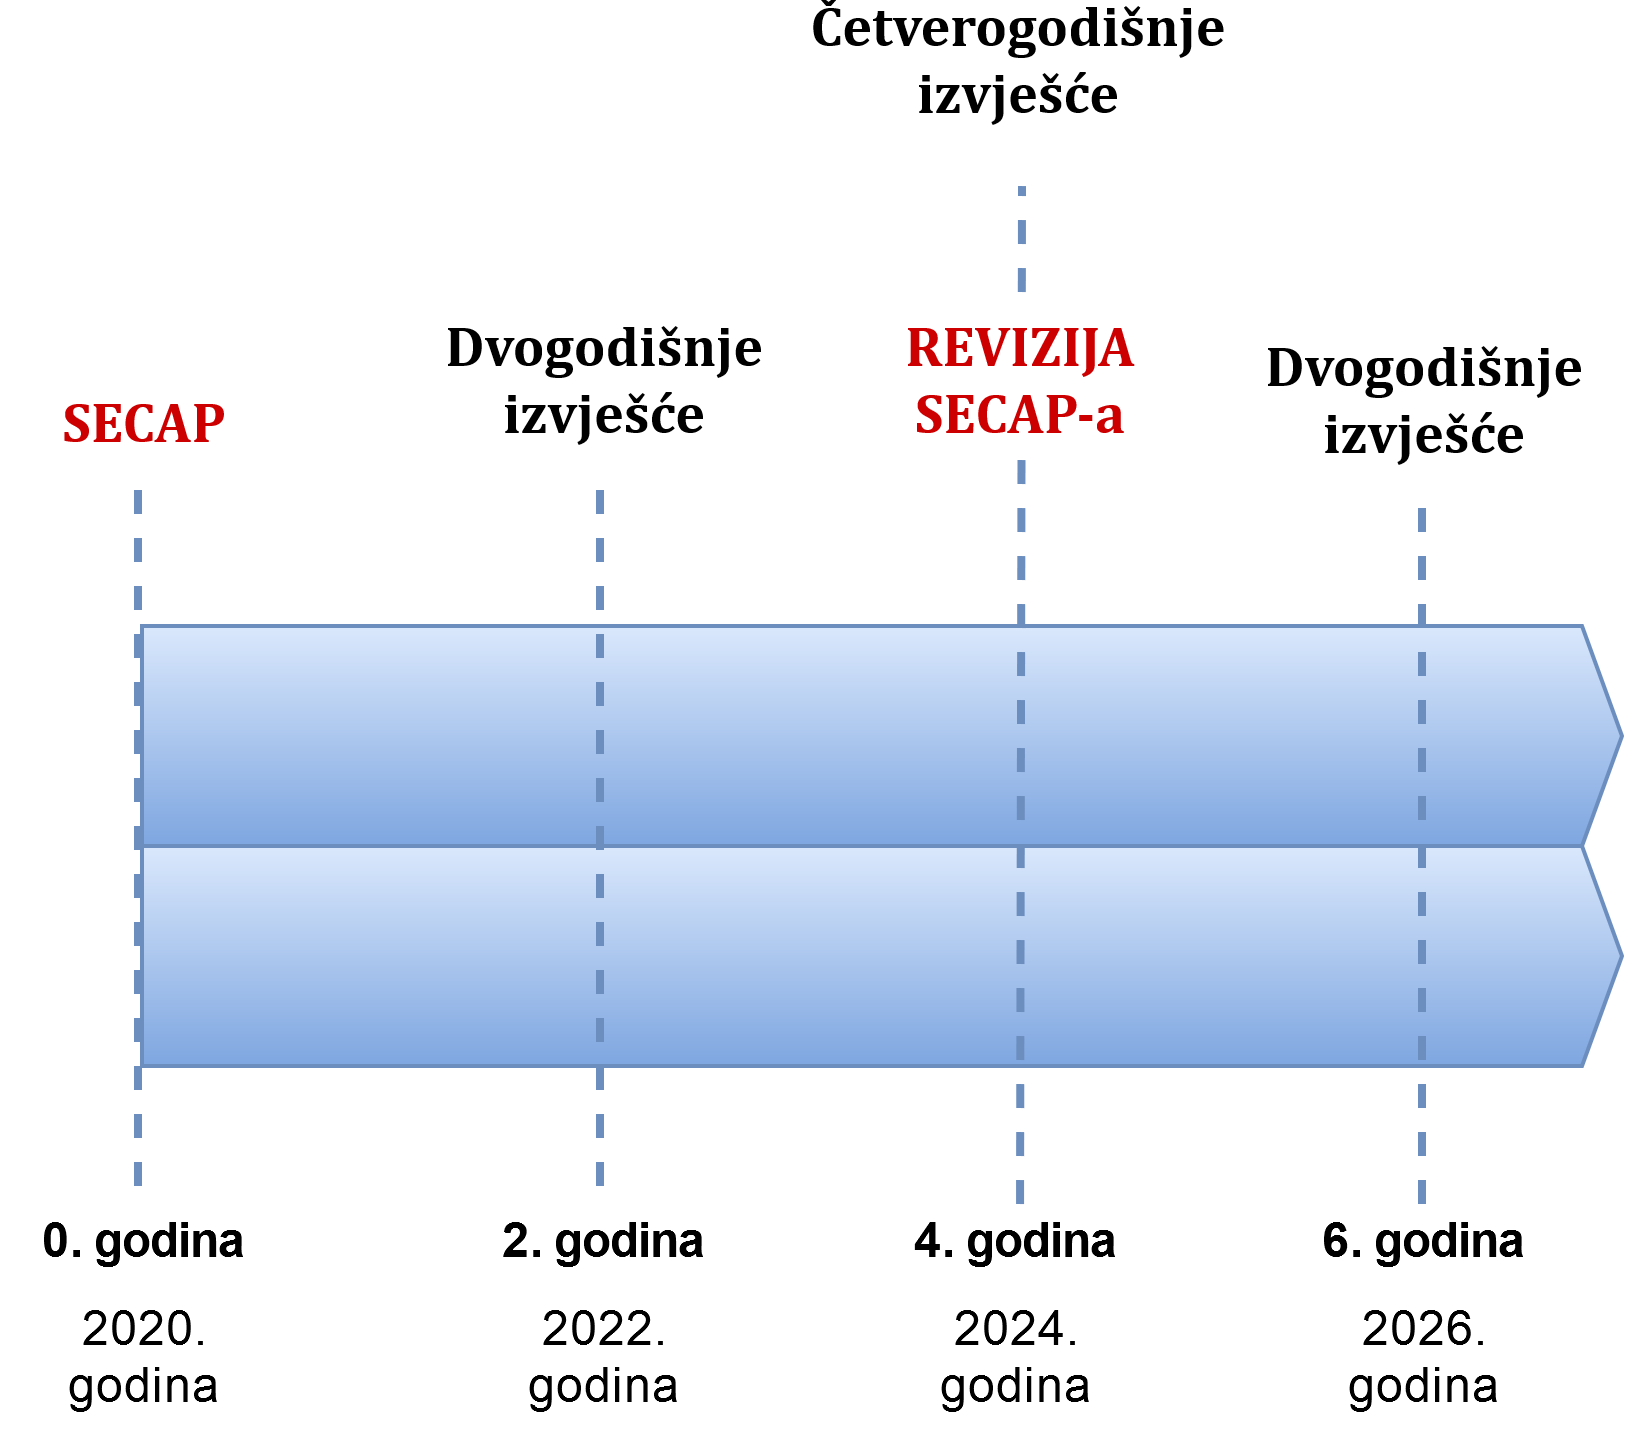 Četverogodišnje
izvješće
SECAP
Dvogodišnje
izvješće
REVIZIJA
SECAP-a
Dvogodišnje
izvješće
0. godina
2. godina
4. godina
6. godina
2020.
godina
2022.
godina
2024.
godina
2026.
godina